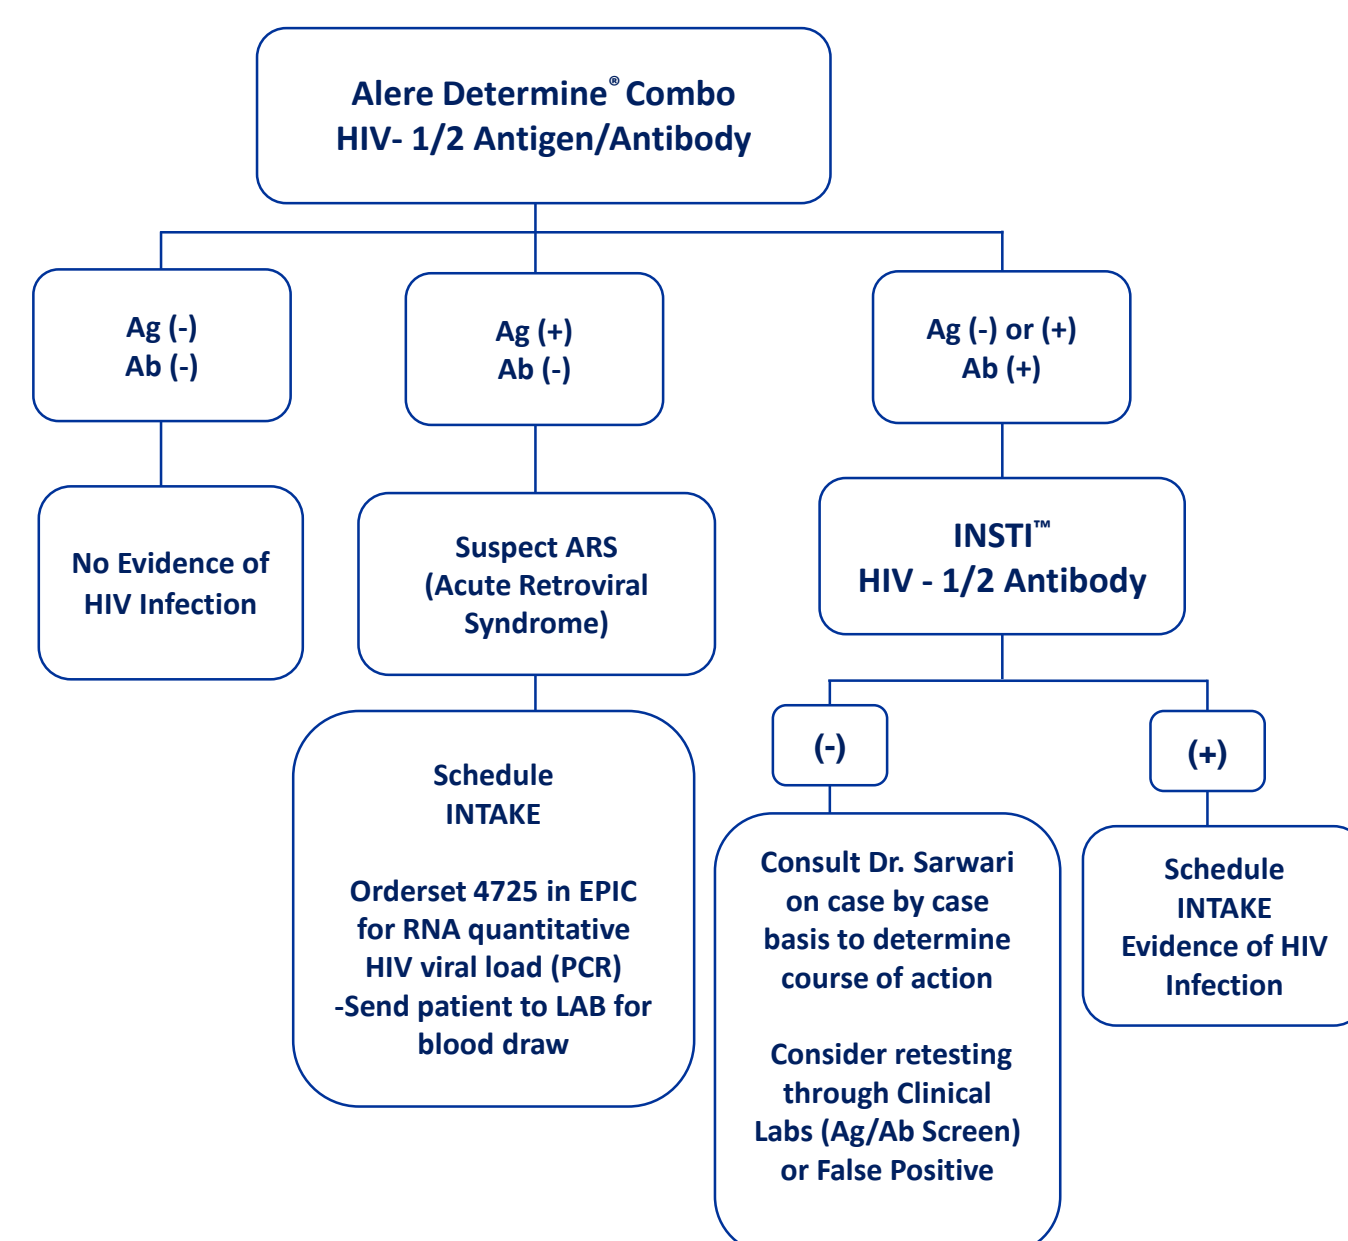 Alere Determine® Combo
HIV- 1/2 Antigen/Antibody
Ag (-)
Ab (-)
Ag (+)
Ab (-)
Ag (-) or (+)
Ab (+)
No Evidence of
HIV Infection
Suspect ARS
(Acute Retroviral
Syndrome)
INSTI™
HIV - 1/2 Antibody
Schedule
INTAKE
Orderset 4725 in EPIC
for RNA quantitative
HIV viral load (PCR)
-Send patient to LAB for
blood draw
(-)
(+)
Consult Dr. Sarwari
on case by case
basis to determine
course of action
Consider retesting
through Clinical
Labs (Ag/Ab Screen)
or False Positive
Schedule
INTAKE
Evidence of HIV
Infection